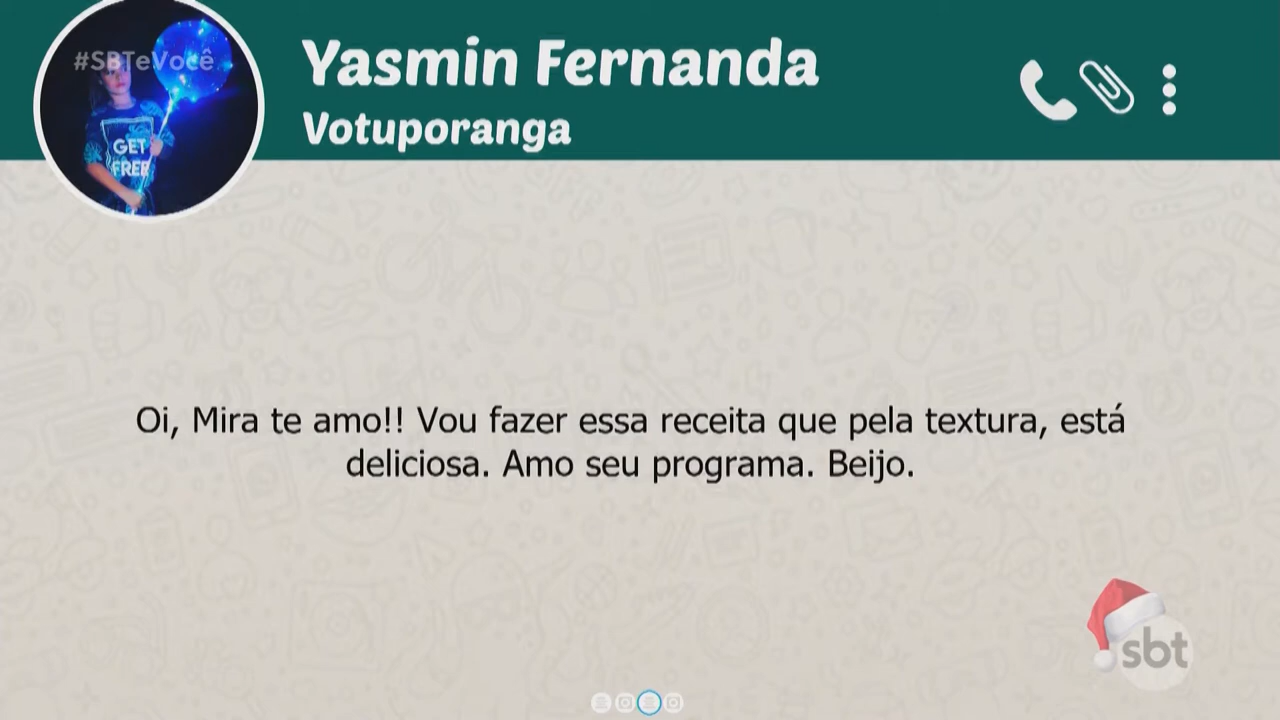 #SBTeVocê
Yasmin Fernanda
Votuporanga
GET
FREE
Oi, Mira te amo!! Vou fazer essa receita que pela textura, está
deliciosa. Amo seu programa. Beijo.
sbt